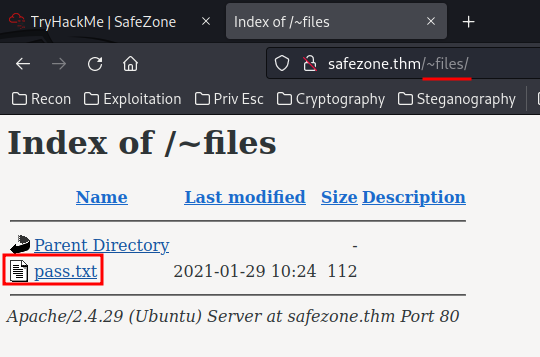 TryHackMe | SafeZone
Index of /~files
safezone.thm/~files/
Recon Exploitation Priv Esc Cryptography Steganography
Index of /~files
Name Last modified Size Description
Parent Directory -
pass.txt 2021-01-29 10:24 112
Apache/2.4.29 (Ubuntu) Server at safezone.thm Port 80